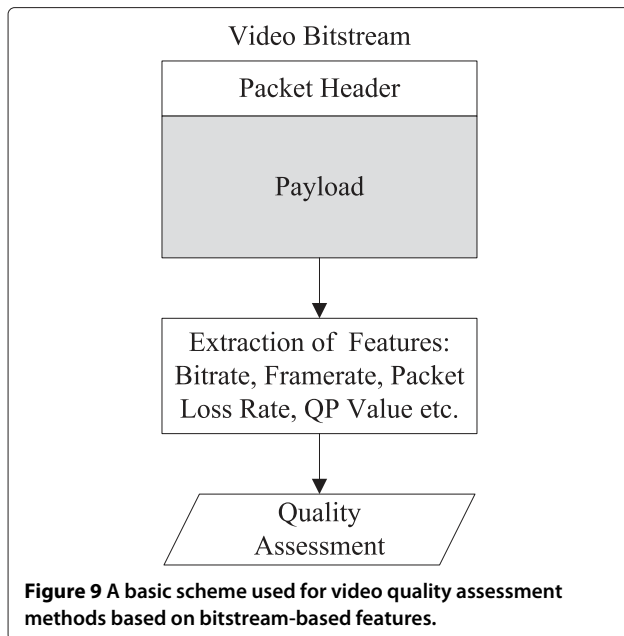 Video Bitstream
Packet Header
Payload
Extraction of Features:
Bitrate, Framerate, Packet
Loss Rate, QP Value etc.
Quality
Assessment
Figure 9 A basic scheme used for video quality assessment
methods based on bitstream-based features.